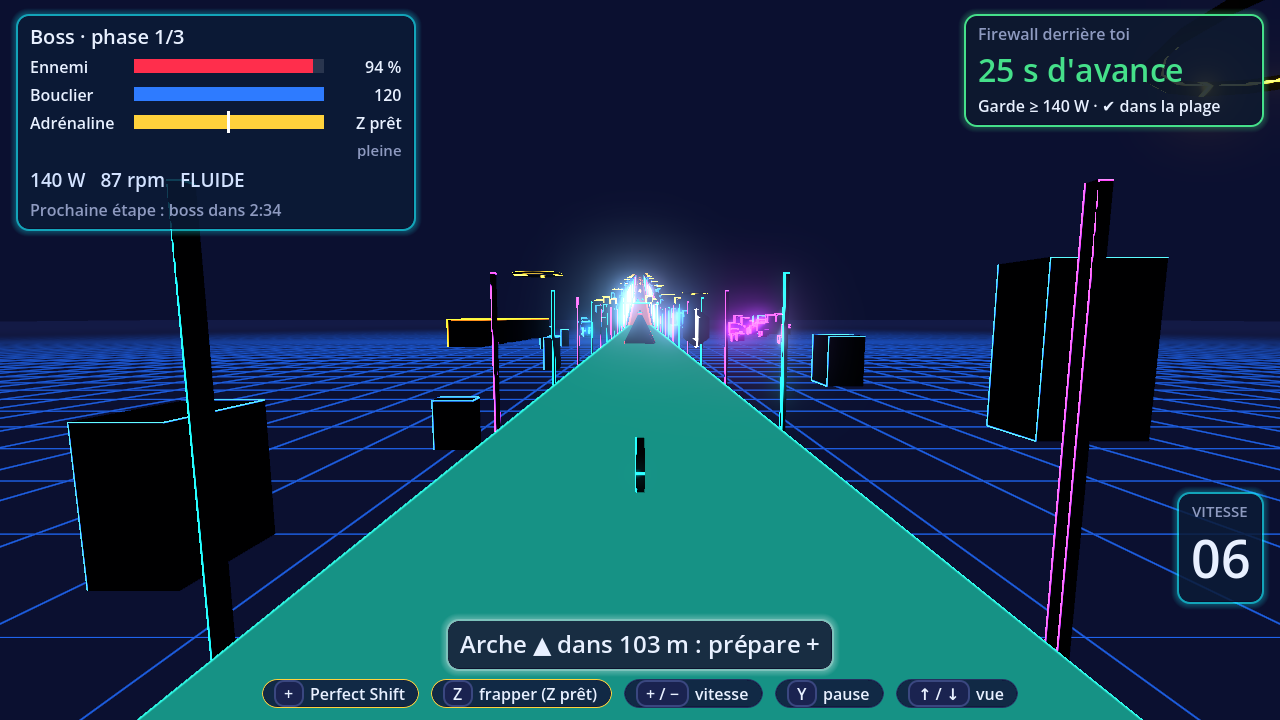 Boss · phase 1/3
Ennemi 94 %
Bouclier 120
Adrénaline Z prêt
pleine
140 W 87 rpm FLUIDE
Prochaine étape : boss dans 2:34
Firewall derrière toi
25 s d'avance
Garde ≥ 140 W · ✔ dans la plage
VITESSE
06
Arche ▲ dans 103 m : prépare +
+ Perfect Shift Z frapper (Z prêt) + / − vitesse Y pause ↑ / ↓ vue